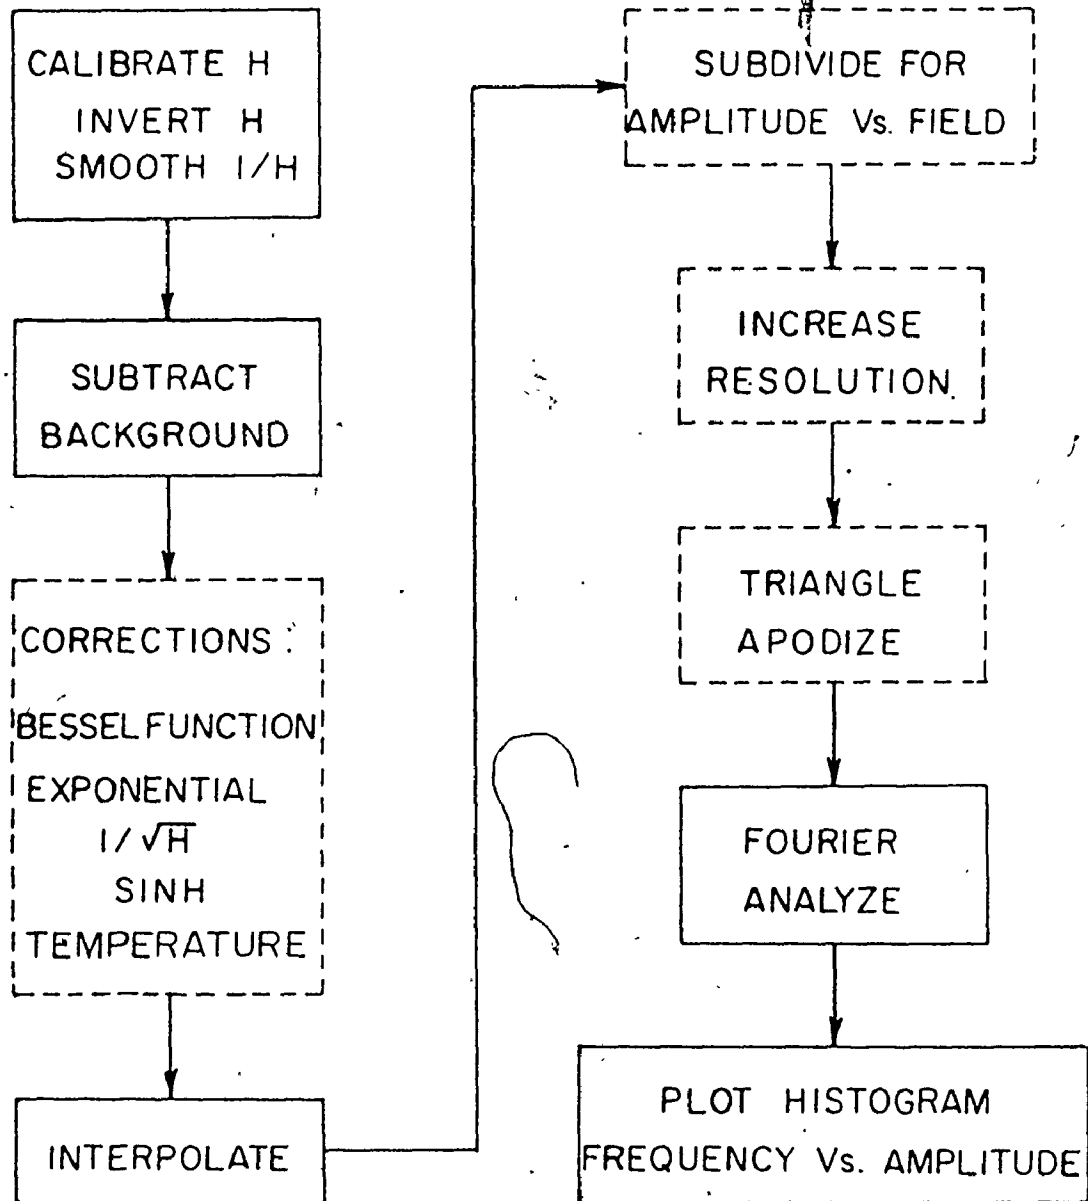 CALIBRATE H
INVERT H
SMOOTH 1/H
SUBTRACT
BACKGROUND
CORRECTIONS :
BESSEL FUNCTION
EXPONENTIAL
1/√H
SINH
TEMPERATURE
INTERPOLATE
SUBDIVIDE FOR
AMPLITUDE Vs. FIELD
INCREASE
RESOLUTION.
TRIANGLE
APODIZE
FOURIER
ANALYZE
PLOT HISTOGRAM
FREQUENCY Vs. AMPLITUDE